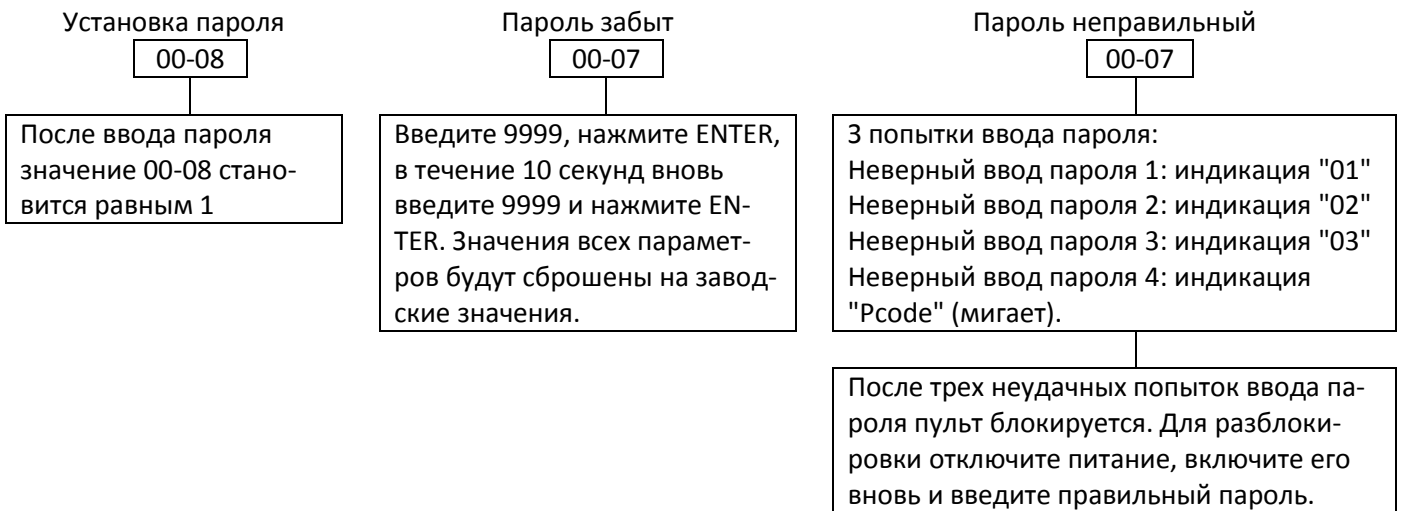 Установка пароля
00-08
После ввода пароля
значение 00-08 стано-
вится равным 1
Пароль забыт
00-07
Введите 9999, нажмите ENTER,
в течение 10 секунд вновь
введите 9999 и нажмите EN-
TER. Значения всех парамет-
ров будут сброшены на завод-
ские значения.
Пароль неправильный
00-07
3 попытки ввода пароля:
Неверный ввод пароля 1: индикация "01"
Неверный ввод пароля 2: индикация "02"
Неверный ввод пароля 3: индикация "03"
Неверный ввод пароля 4: индикация
"Pcode" (мигает).
После трех неудачных попыток ввода па-
роля пульт блокируется. Для разблоки-
ровки отключите питание, включите его
вновь и введите правильный пароль.